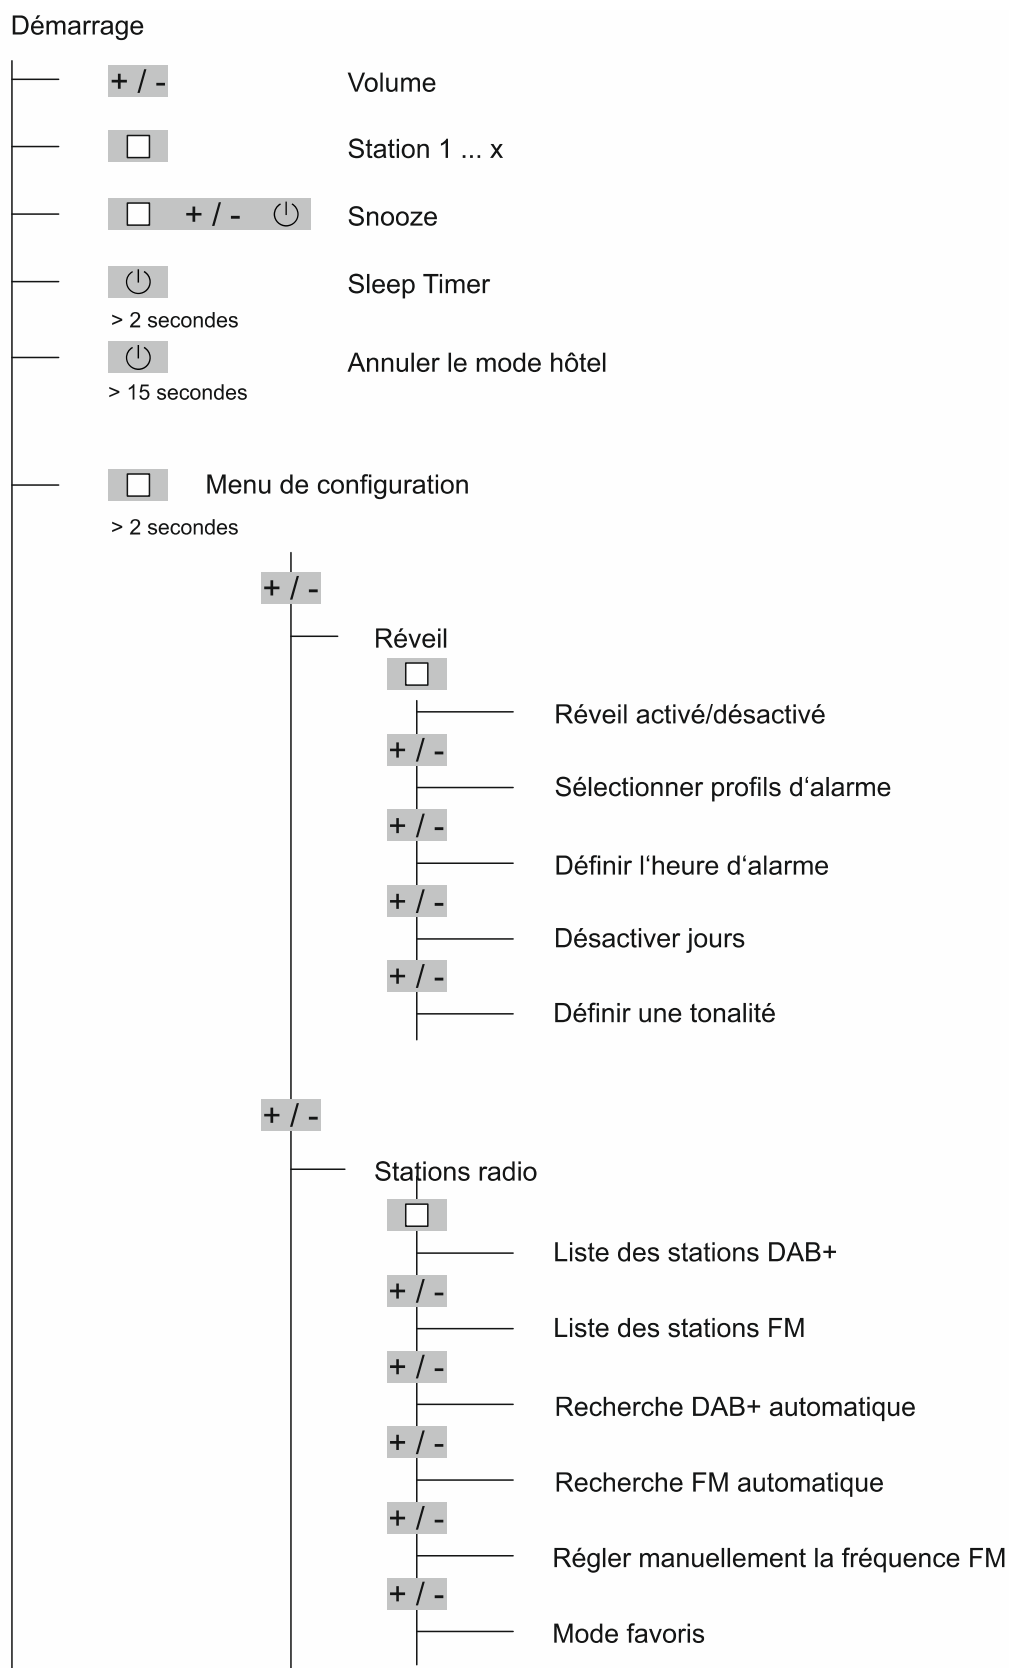 Démarrage
+ / - Volume
Station 1 ... x
+ / - Snooze
Sleep Timer
> 2 secondes
Annuler le mode hôtel
> 15 secondes
Menu de configuration
> 2 secondes
+ / -
Réveil
Réveil activé/désactivé
+ / -
Sélectionner profils d‘alarme
+ / -
Définir l‘heure d‘alarme
+ / -
Désactiver jours
+ / -
Définir une tonalité
+ / -
Stations radio
Liste des stations DAB+
+ / -
Liste des stations FM
+ / -
Recherche DAB+ automatique
+ / -
Recherche FM automatique
+ / -
Régler manuellement la fréquence FM
+ / -
Mode favoris